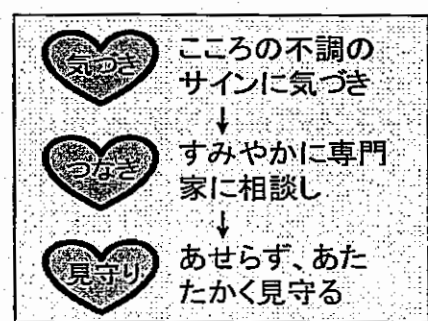 気づき
こころの不調の
サインに気づき
↓
つなぎ
すみやかに専門
家に相談し
↓
見守り
あせらず、あた
たかく見守る